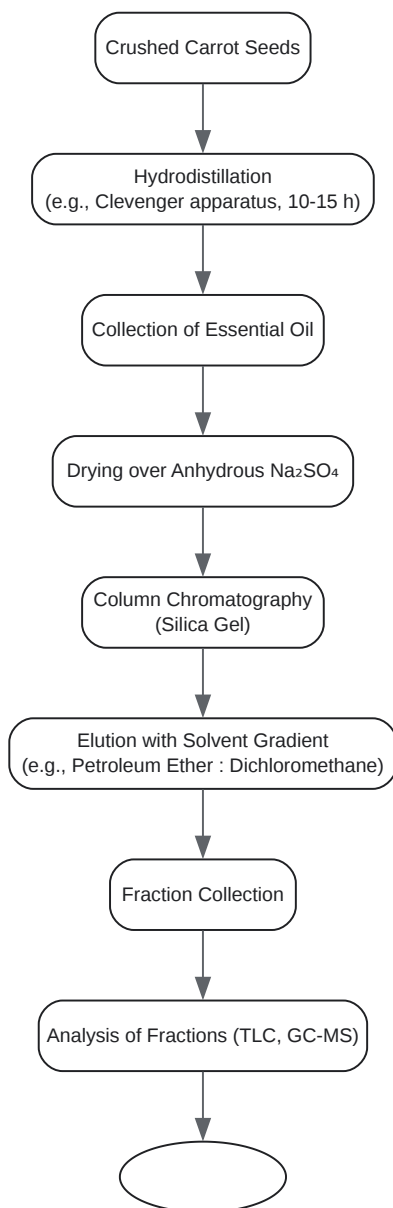 Crushed Carrot Seeds
Hydrodistillation
(e.g., Clevenger apparatus, 10-15 h)
Collection of Essential Oil
Drying over Anhydrous Na₂SO₄
Column Chromatography
(Silica Gel)
Elution with Solvent Gradient
(e.g., Petroleum Ether : Dichloromethane)
Fraction Collection
Analysis of Fractions (TLC, GC-MS)